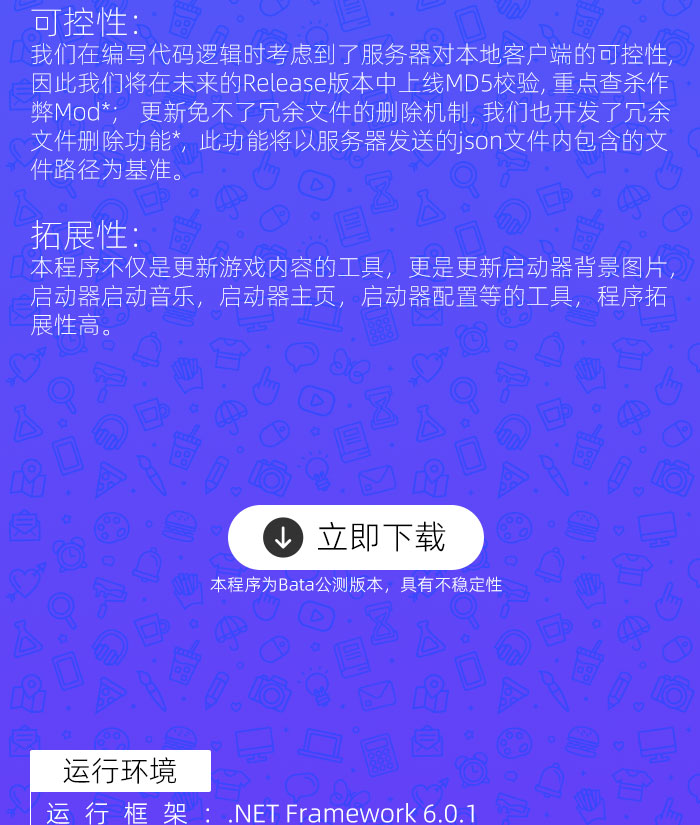 可控性：
我们在编写代码逻辑时考虑到了服务器对本地客户端的可控性,
因此我们将在未来的Release版本中上线MD5校验, 重点查杀作
弊Mod*； 更新免不了冗余文件的删除机制, 我们也开发了冗余
文件删除功能*, 此功能将以服务器发送的json文件内包含的文
件路径为基准。
拓展性：
本程序不仅是更新游戏内容的工具，更是更新启动器背景图片，
启动器启动音乐，启动器主页，启动器配置等的工具，程序拓
展性高。
立即下载
本程序为Bata公测版本，具有不稳定性
运行环境
运行框架：.NET Framework 6.0.1